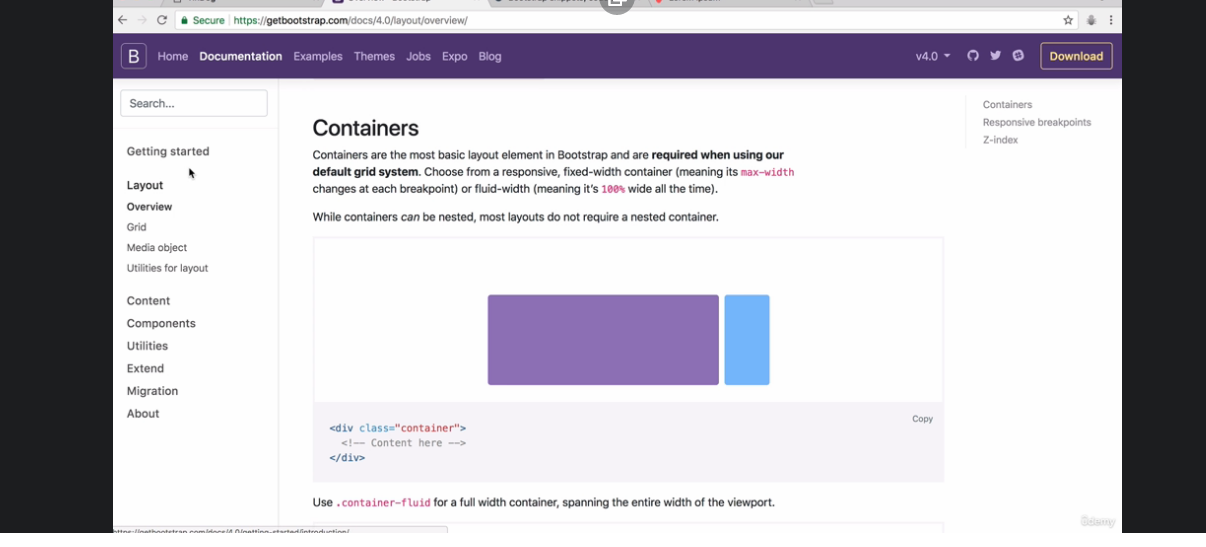 Secure https://getbootstrap.com/docs/4.0/layout/overview/
B Home Documentation Examples Themes Jobs Expo Blog v4.0 Download
Search...
Getting started
Layout
Overview
Grid
Media object
Utilities for layout
Content
Components
Utilities
Extend
Migration
About
Containers
Containers are the most basic layout element in Bootstrap and are required when using our
default grid system. Choose from a responsive, fixed-width container (meaning its max-width
changes at each breakpoint) or fluid-width (meaning it's 100% wide all the time).
While containers can be nested, most layouts do not require a nested container.
Copy
<div class="container">
<!-- Content here -->
</div>
Use .container-fluid for a full width container, spanning the entire width of the viewport.
Containers
Responsive breakpoints
Z-index
https://getbootstrap.com/docs/4.0/getting-started/introduction/
ûdemy